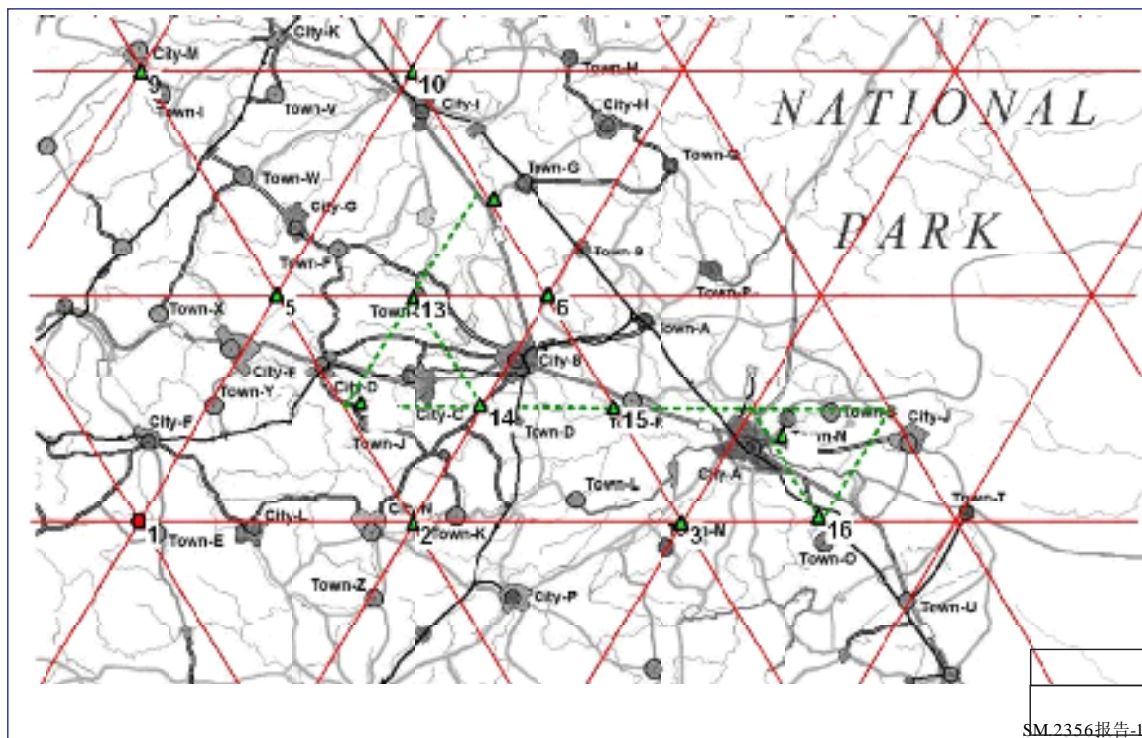 City-K
City-M
9
10
Town-H
Town-I
Town-V
City-I
City-H
NATIONAL
Town-G
Town-Q
Town-W
City-G
PARK
Town-F
5
13
6
Town-P
Town-X
Town-A
City-B
City-D
Town-Y
City-C
14
15
City-J
City-F
Town-J
Town-D
City-A
Town-L
Town-T
1
Town-E
City-L
2
Town-K
3
16
Town-O
Town-Z
City-P
Town-U
SM.2356报告-1